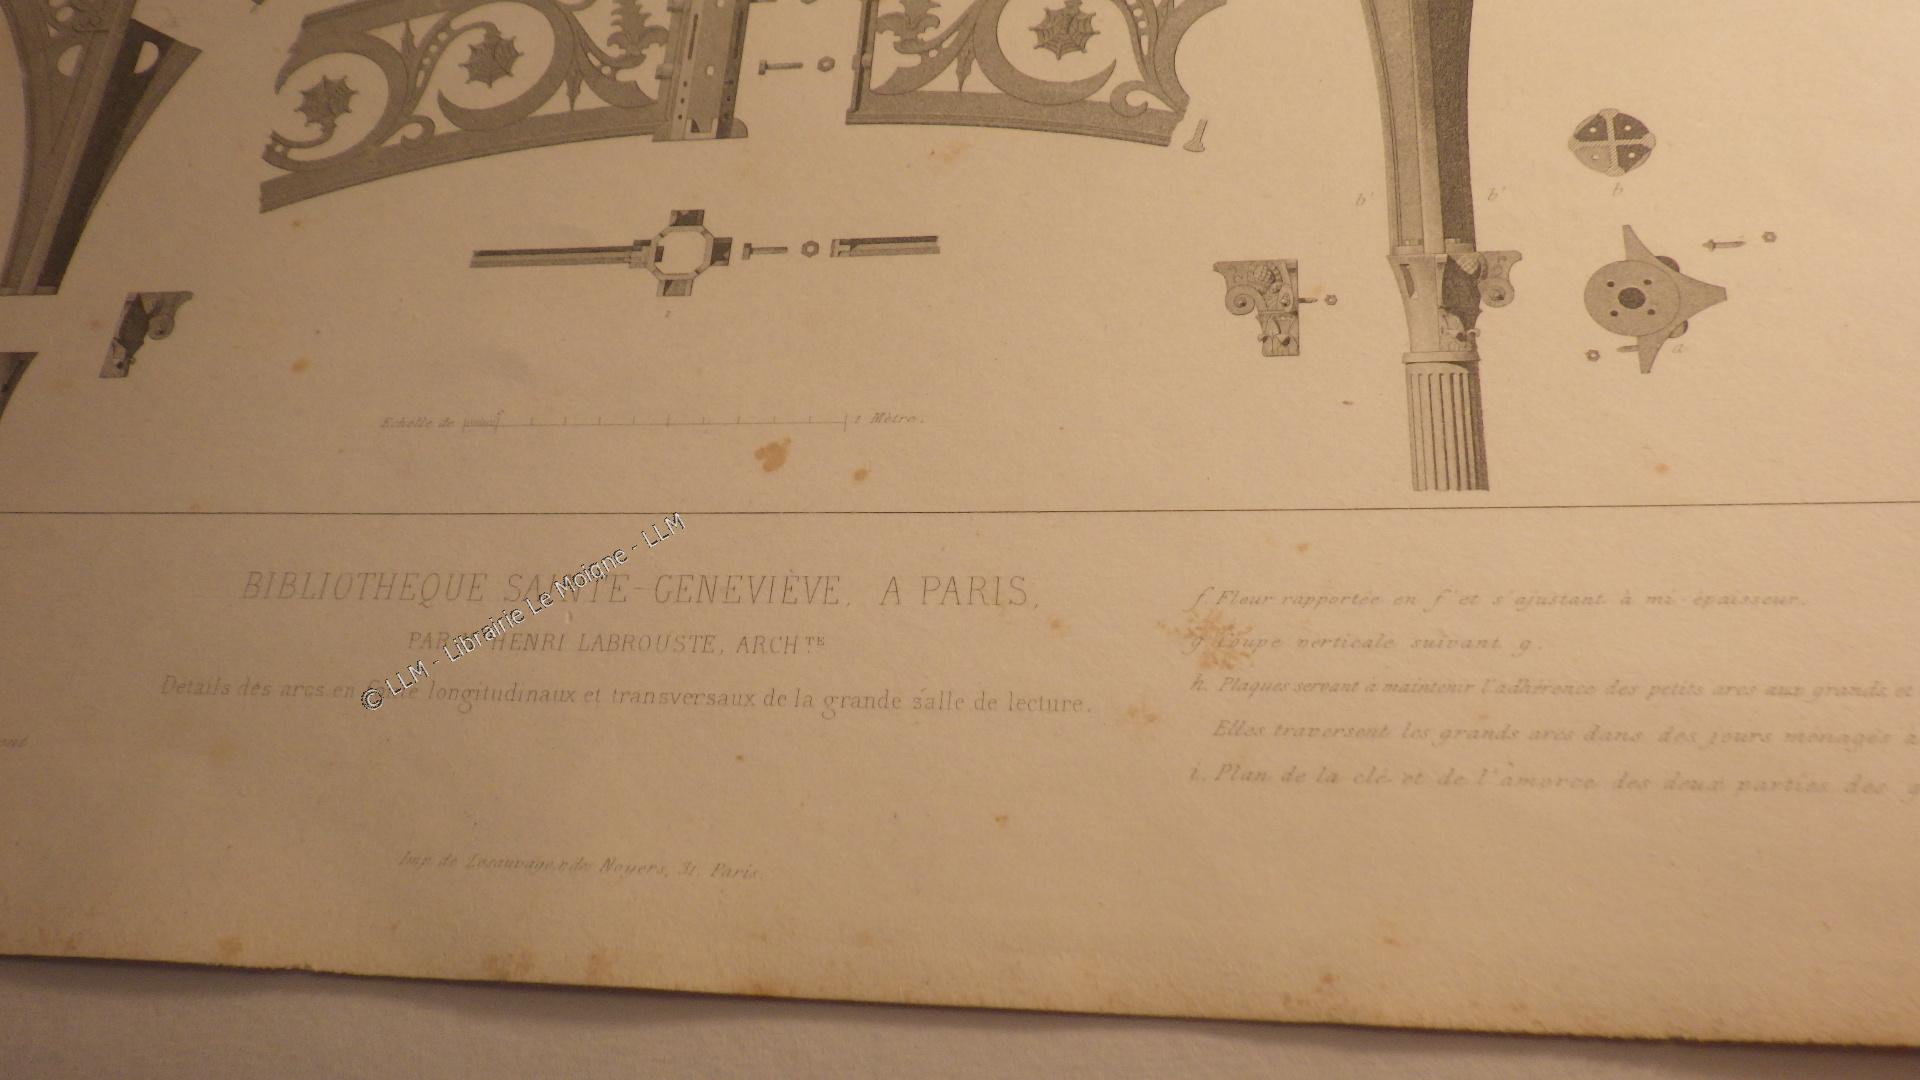 b'
b'
b
a
Echelle de
1 Mètre.
BIBLIOTHEQUE SAINTE-GENEVIÈVE, A PARIS,
PAR HENRI LABROUSTE, ARCH TE
Détails des arcs en fonte longitudinaux et transversaux de la grande salle de lecture.
Imp. de Lesauvage, r. des Noyers, 31. Paris.
f. Fleur rapportée en f' et s'ajustant à mi-épaisseur.
g. Coupe verticale suivant g.
h. Plaques servant à maintenir l'adhérence des petits arcs aux grands, et
Elles traversent les grands arcs dans des jours ménagés à
i. Plan de la clé et de l'amorce des deux parties des
© LLM - Librairie Le Moigne - LLM